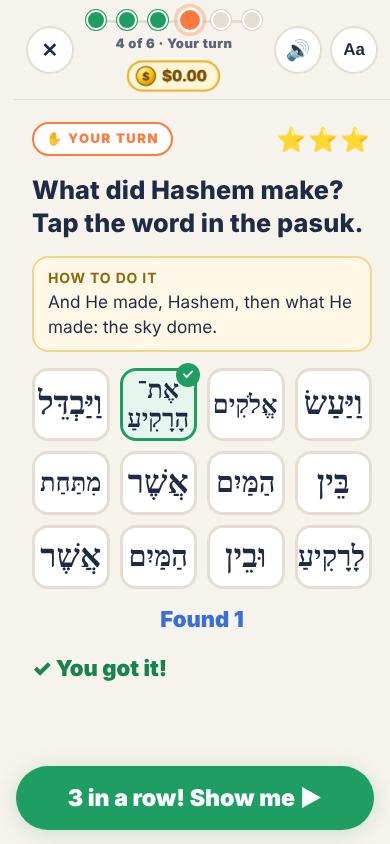 ✕
4 of 6 · Your turn
$ $0.00
🔊
Aa
✋ YOUR TURN
⭐⭐⭐
What did Hashem make?
Tap the word in the pasuk.
HOW TO DO IT
And He made, Hashem, then what He
made: the sky dome.
וַיַּעַשׂ אֱלֹקִים אֶת־הָרָקִיעַ וַיַּבְדֵּל
בֵּין הַמַּיִם אֲשֶׁר מִתַּחַת
לָרָקִיעַ וּבֵין הַמַּיִם אֲשֶׁר
Found 1
✓ You got it!
3 in a row! Show me ▶